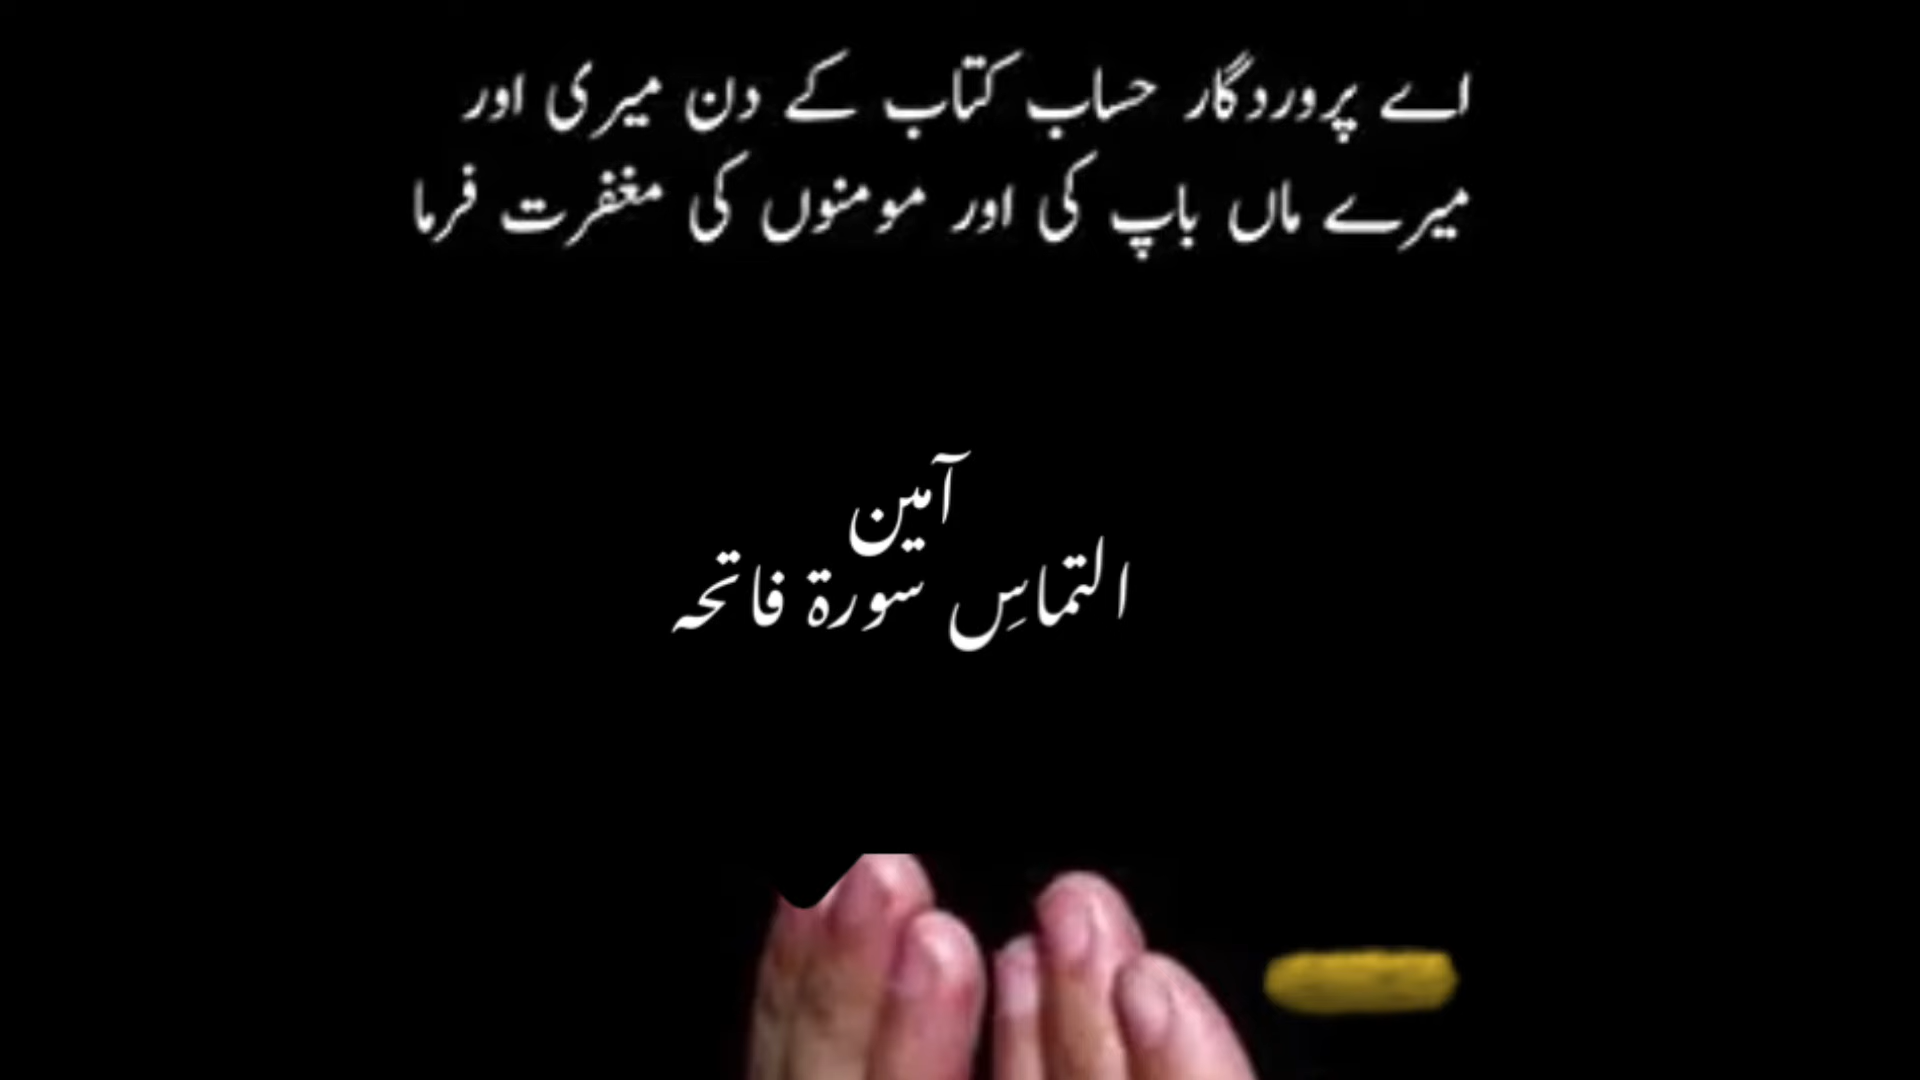 اے پروردگار حساب کتاب کے دن میری اور
میرے ماں باپ کی اور مومنوں کی مغفرت فرما
آمین
التماسِ سورۃ فاتحہ